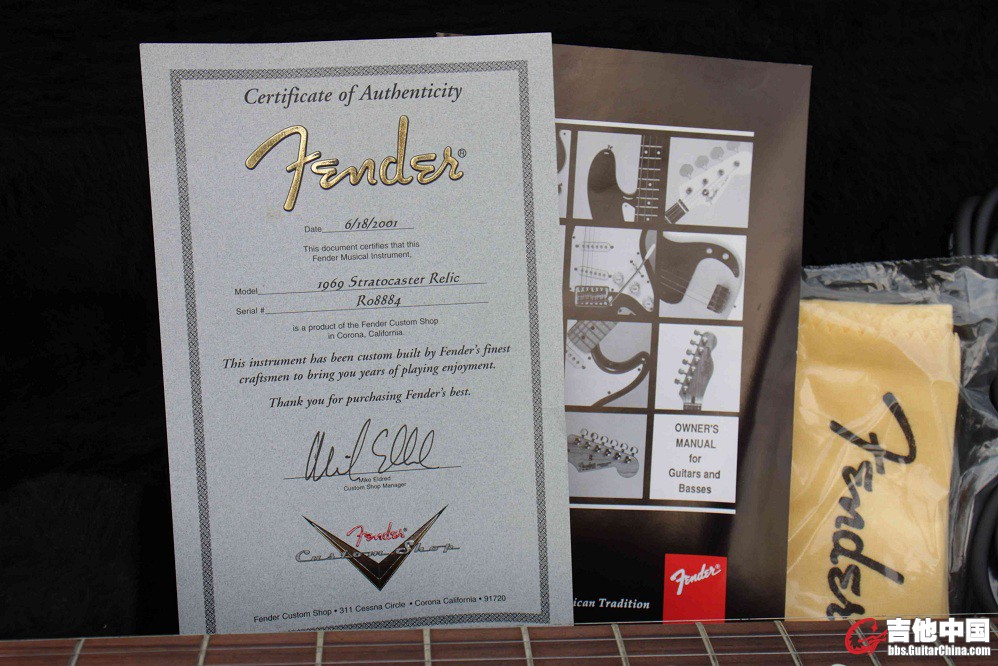 Certificate of Authenticity
Fender®
Date 6/18/2001
This document certifies that this
Fender Musical Instrument,
Model 1969 Stratocaster Relic
Serial # R08884
is a product of the Fender Custom Shop
in Corona, California.
This instrument has been custom built by Fender's finest
craftsmen to bring you years of playing enjoyment.
Thank you for purchasing Fender's best.
Mike Eldred
Custom Shop Manager
Fender®
Custom Shop
Fender Custom Shop • 311 Cessna Circle • Corona California • 91720
OWNER'S
MANUAL
for
Guitars and
Basses
Fender®
ican Tradition
Fender
吉他中国
bbs.GuitarChina.com